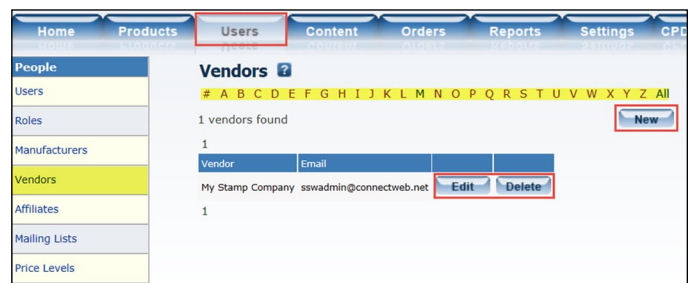 Home Products Users Content Orders Reports Settings CPD
People
Users
Roles
Manufacturers
Vendors
Affiliates
Mailing Lists
Price Levels
Vendors ?
# A B C D E F G H I J K L M N O P Q R S T U V W X Y Z All
1 vendors found New
1
Vendor Email
My Stamp Company sswadmin@connectweb.net Edit Delete
1